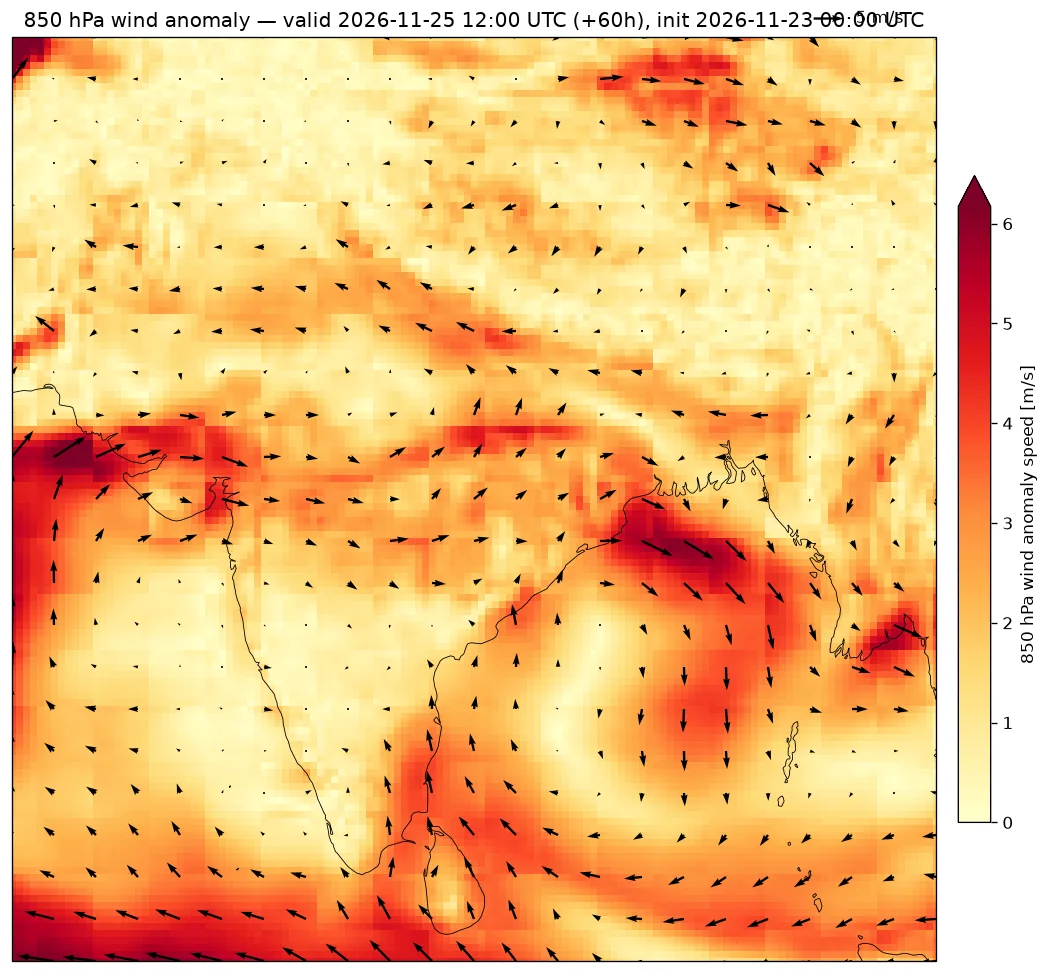 850 hPa wind anomaly — valid 2026-11-25 12:00 UTC (+60h), init 2026-11-23 00:00 UTC
5 m/s
6
5
4
3
2
1
0
850 hPa wind anomaly speed [m/s]